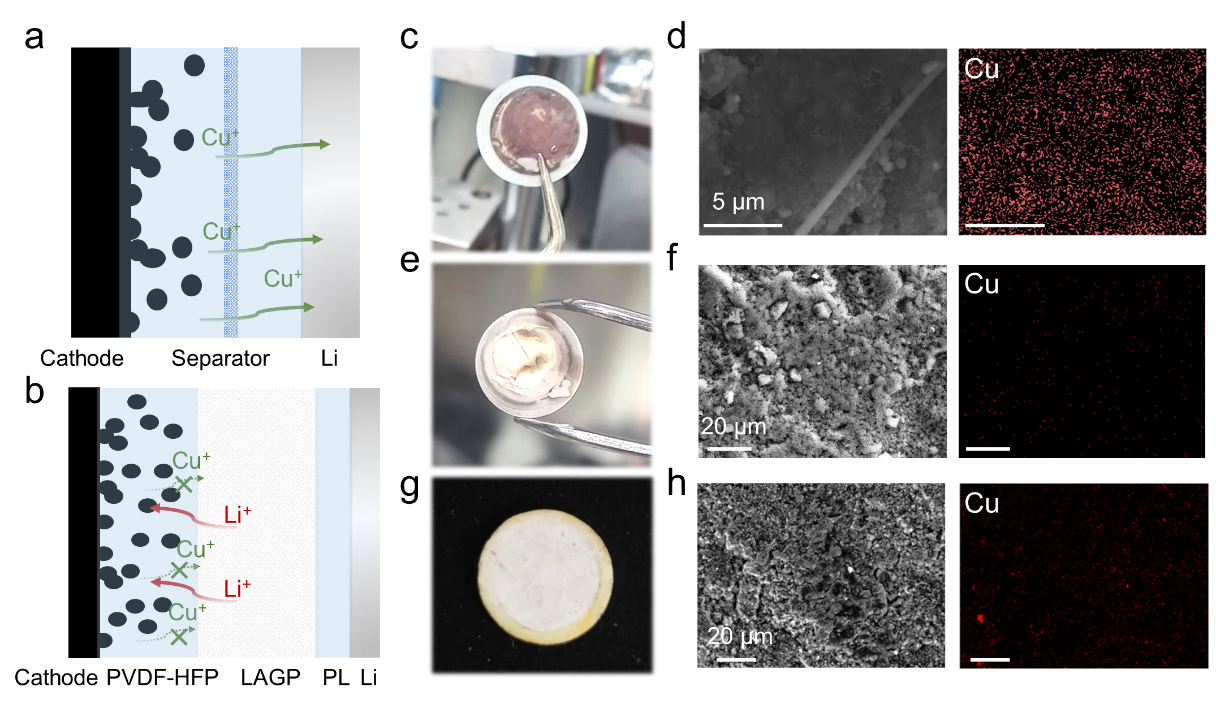 a
Cu⁺
Cu⁺
Cu⁺
Cathode Separator Li
b
Cu⁺
Li⁺
Cu⁺
Li⁺
Cu⁺
Cathode PVDF-HFP LAGP PL Li
c
d
5 μm
Cu
e
f
20 μm
Cu
g
h
20 μm
Cu